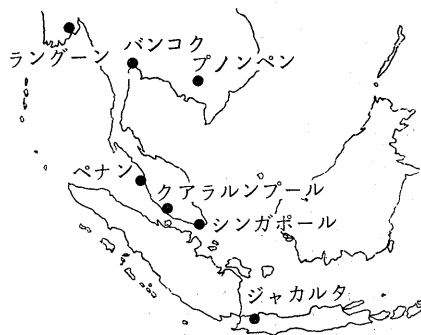 ラングーン
バンコク
プノンペン
ペナン
クアラルンプール
シンガポール
ジャカルタ